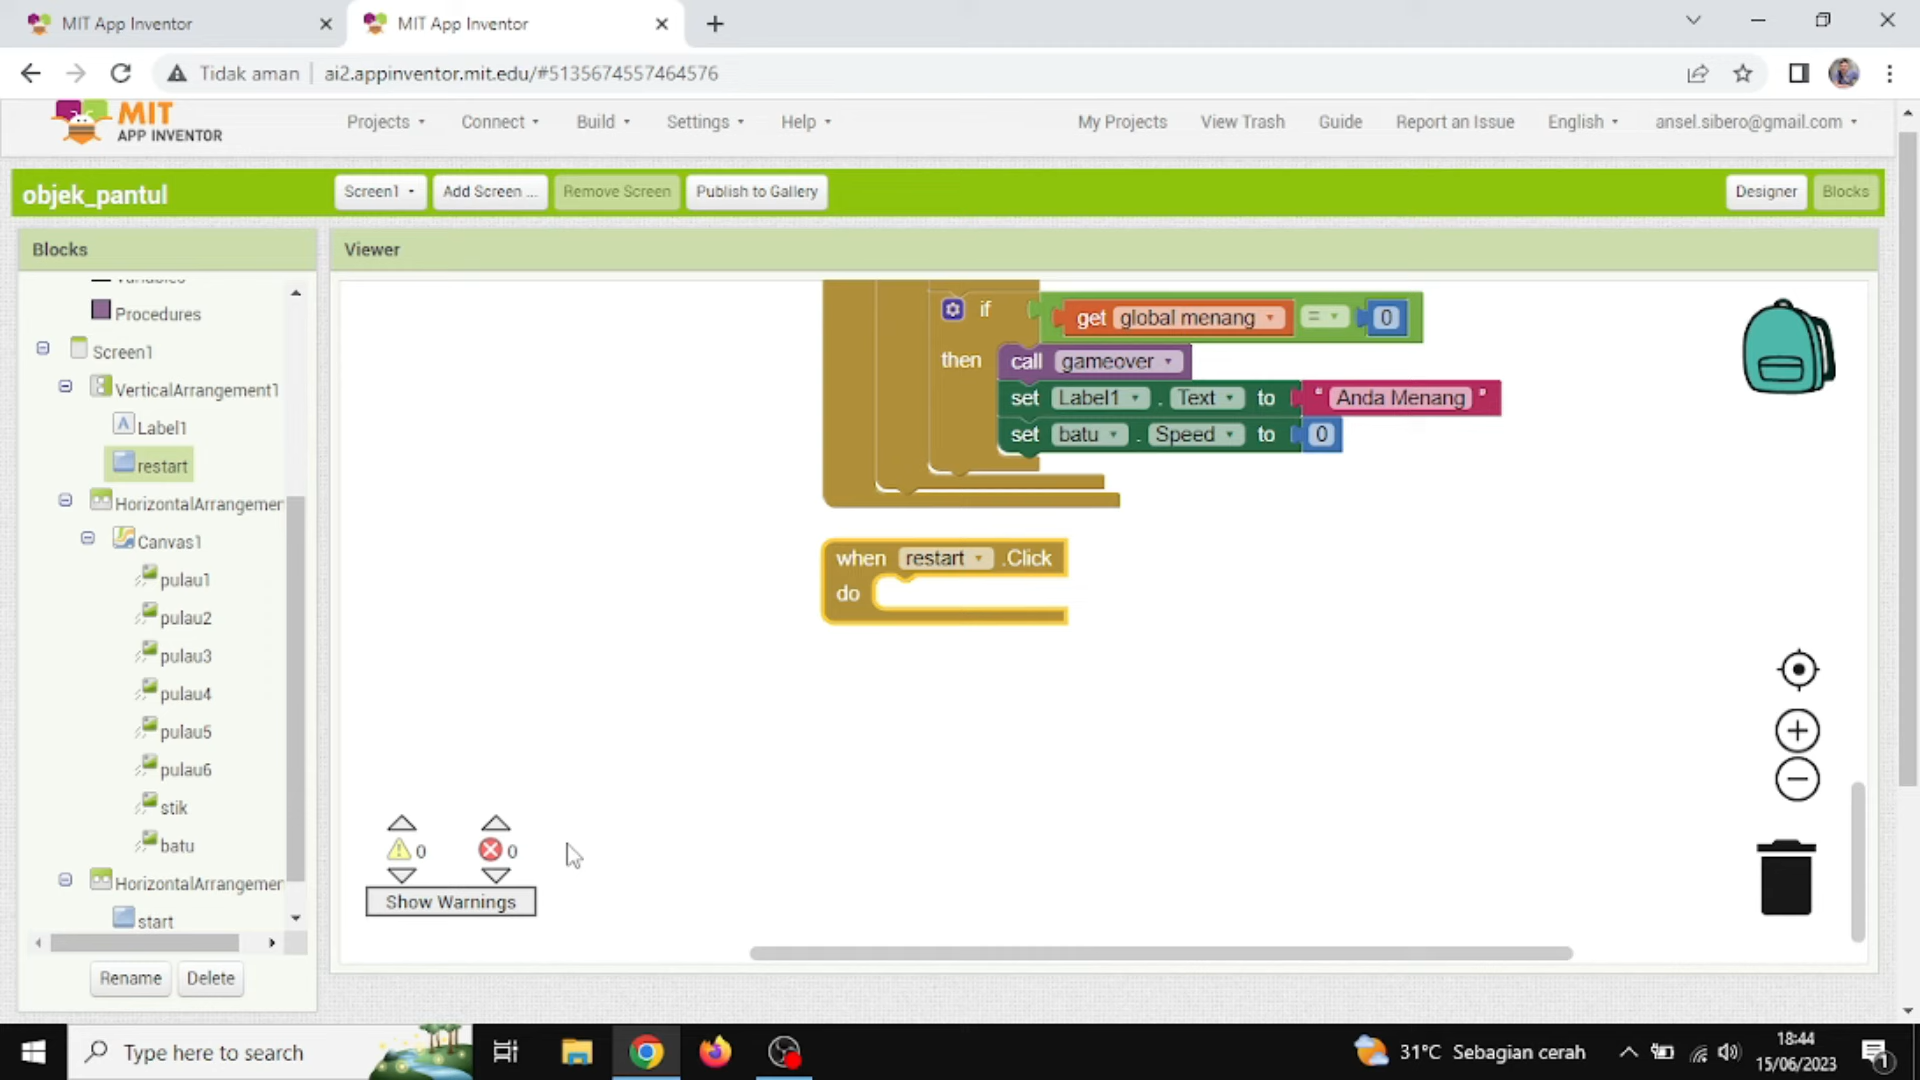 MIT App Inventor
MIT App Inventor
Tidak aman
ai2.appinventor.mit.edu/#5135674557464576
MIT
APP INVENTOR
Projects
Connect
Build
Settings
Help
My Projects
View Trash
Guide
Report an Issue
English
ansel.sibero@gmail.com
objek_pantul
Screen1
Add Screen ...
Remove Screen
Publish to Gallery
Designer
Blocks
Blocks
Viewer
Variables
Procedures
Screen1
VerticalArrangement1
Label1
restart
HorizontalArrangemer
Canvas1
pulau1
pulau2
pulau3
pulau4
pulau5
pulau6
stik
batu
HorizontalArrangemer
start
Rename
Delete
if get global menang = 0
then call gameover
set Label1 . Text to " Anda Menang "
set batu . Speed to 0
when restart .Click
do
0
0
Show Warnings
Type here to search
31°C Sebagian cerah
18:44
15/06/2023
1